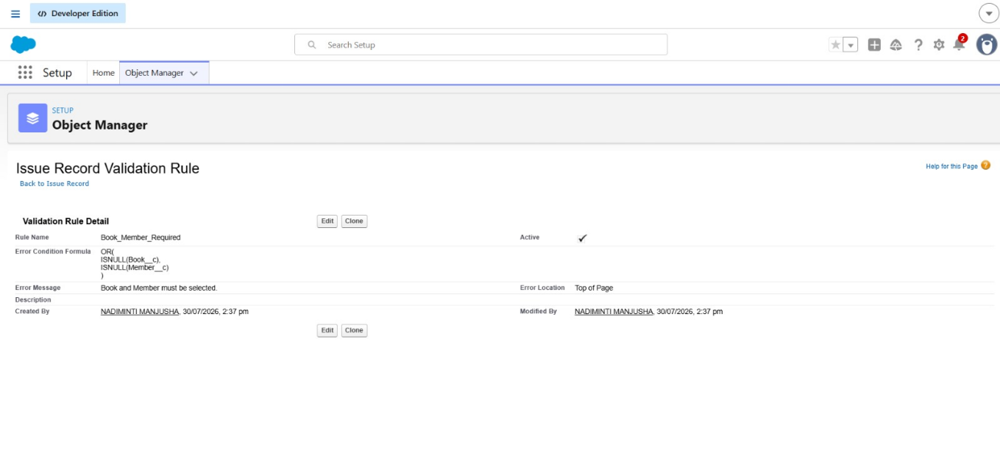 </> Developer Edition
Search Setup
2
Setup
Home
Object Manager
SETUP
Object Manager
Issue Record Validation Rule
Help for this Page
Back to Issue Record
Validation Rule Detail
Edit
Clone
Rule Name Book_Member_Required
Active
Error Condition Formula OR(
ISNULL(Book__c),
ISNULL(Member__c)
)
Error Message Book and Member must be selected.
Error Location Top of Page
Description
Created By NADIMINTI MANJUSHA, 30/07/2026, 2:37 pm
Modified By NADIMINTI MANJUSHA, 30/07/2026, 2:37 pm
Edit
Clone